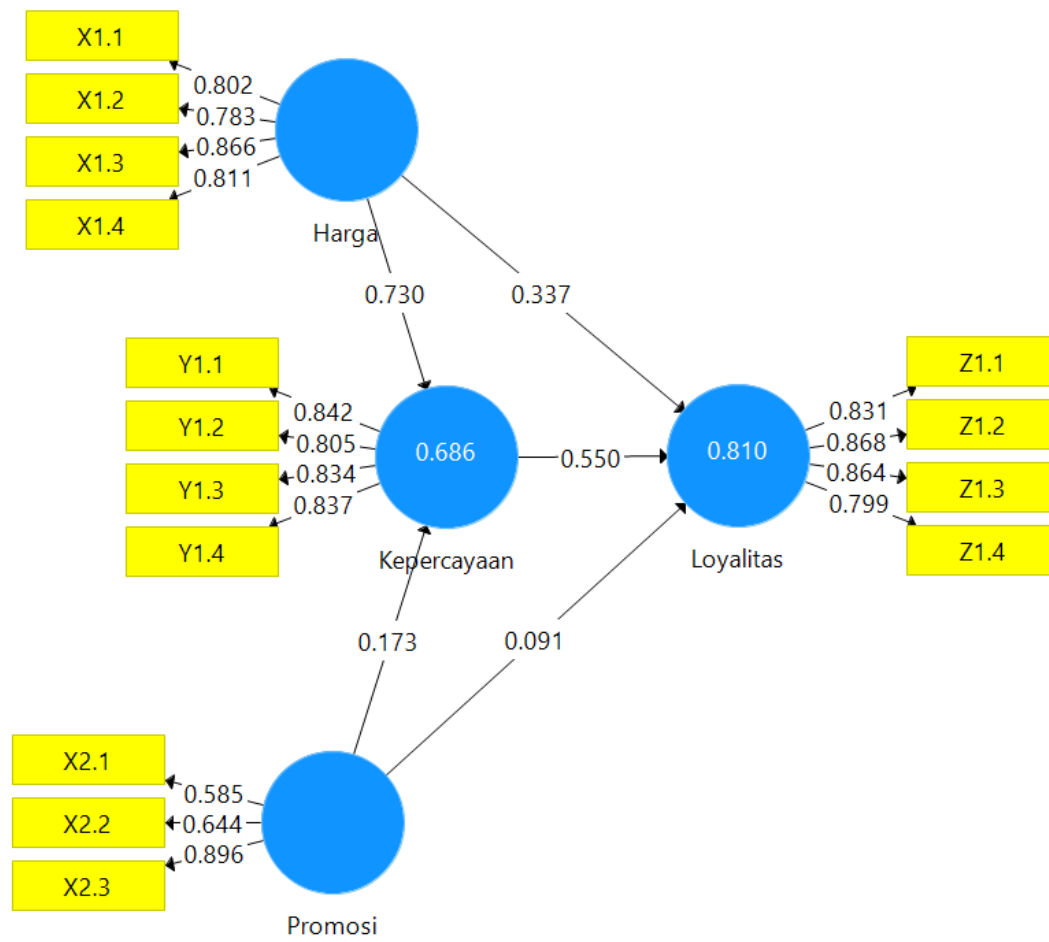 X1.1
X1.2
X1.3
X1.4
0.802
0.783
0.866
0.811
Harga
0.730
0.337
Y1.1
Y1.2
Y1.3
Y1.4
0.842
0.805
0.834
0.837
0.686
Kepercayaan
0.550
0.810
Loyalitas
0.831
0.868
0.864
0.799
Z1.1
Z1.2
Z1.3
Z1.4
0.173
0.091
X2.1
X2.2
X2.3
0.585
0.644
0.896
Promosi